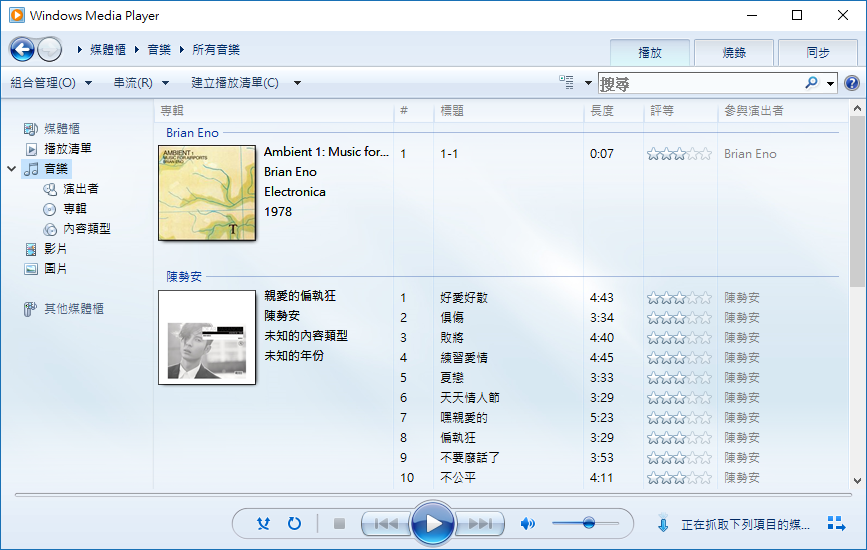 Windows Media Player
媒體櫃 音樂 所有音樂
播放 燒錄 同步
組合管理(O) 串流(R) 建立播放清單(C) 搜尋
專輯 # 標題 長度 評等 參與演出者
媒體櫃
播放清單
音樂
演出者
專輯
內容類型
影片
圖片
其他媒體櫃
Brian Eno
AMBIENT 1
MUSIC FOR AIRPORTS
BRIAN ENO
Ambient 1: Music for...
Brian Eno
Electronica
1978
1 1-1 0:07 Brian Eno
陳勢安
親愛的偏執狂
陳勢安
未知的內容類型
未知的年份
1 好愛好散 4:43 陳勢安
2 俱傷 3:34 陳勢安
3 敗將 4:40 陳勢安
4 練習愛情 4:45 陳勢安
5 夏戀 3:33 陳勢安
6 天天情人節 3:29 陳勢安
7 嘿親愛的 5:23 陳勢安
8 偏執狂 3:29 陳勢安
9 不要廢話了 3:53 陳勢安
10 不公平 4:11 陳勢安
正在抓取下列項目的媒...